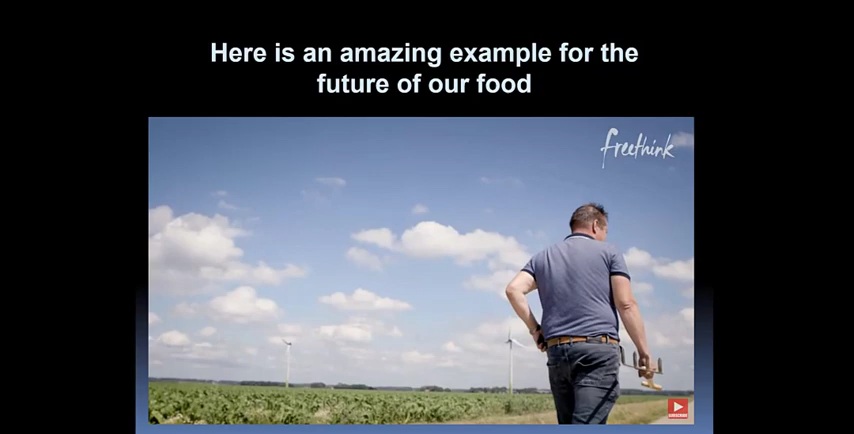 Here is an amazing example for the
future of our food
freethink